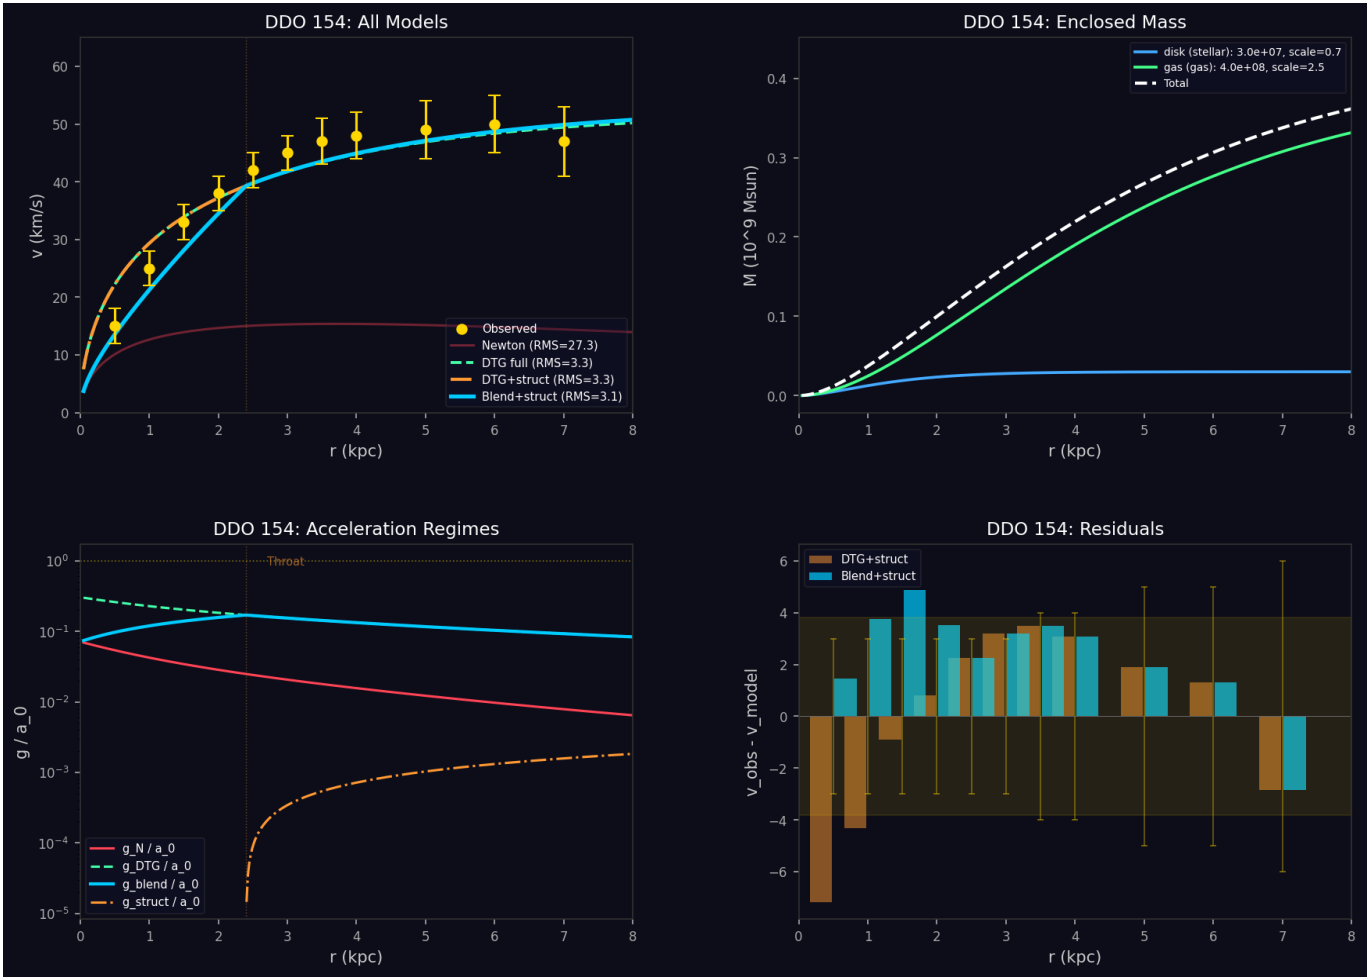 DDO 154: All Models
v (km/s)
60
50
40
30
20
10
0
Observed
Newton (RMS=27.3)
DTG full (RMS=3.3)
DTG+struct (RMS=3.3)
Blend+struct (RMS=3.1)
0 1 2 3 4 5 6 7 8
r (kpc)
DDO 154: Enclosed Mass
M (10^9 Msun)
0.4
0.3
0.2
0.1
0.0
disk (stellar): 3.0e+07, scale=0.7
gas (gas): 4.0e+08, scale=2.5
Total
0 1 2 3 4 5 6 7 8
r (kpc)
DDO 154: Acceleration Regimes
g / a_0
10^0
10^-1
10^-2
10^-3
10^-4
10^-5
Throat
g_N / a_0
g_DTG / a_0
g_blend / a_0
g_struct / a_0
0 1 2 3 4 5 6 7 8
r (kpc)
DDO 154: Residuals
v_obs - v_model
6
4
2
0
−2
−4
−6
DTG+struct
Blend+struct
0 1 2 3 4 5 6 7 8
r (kpc)